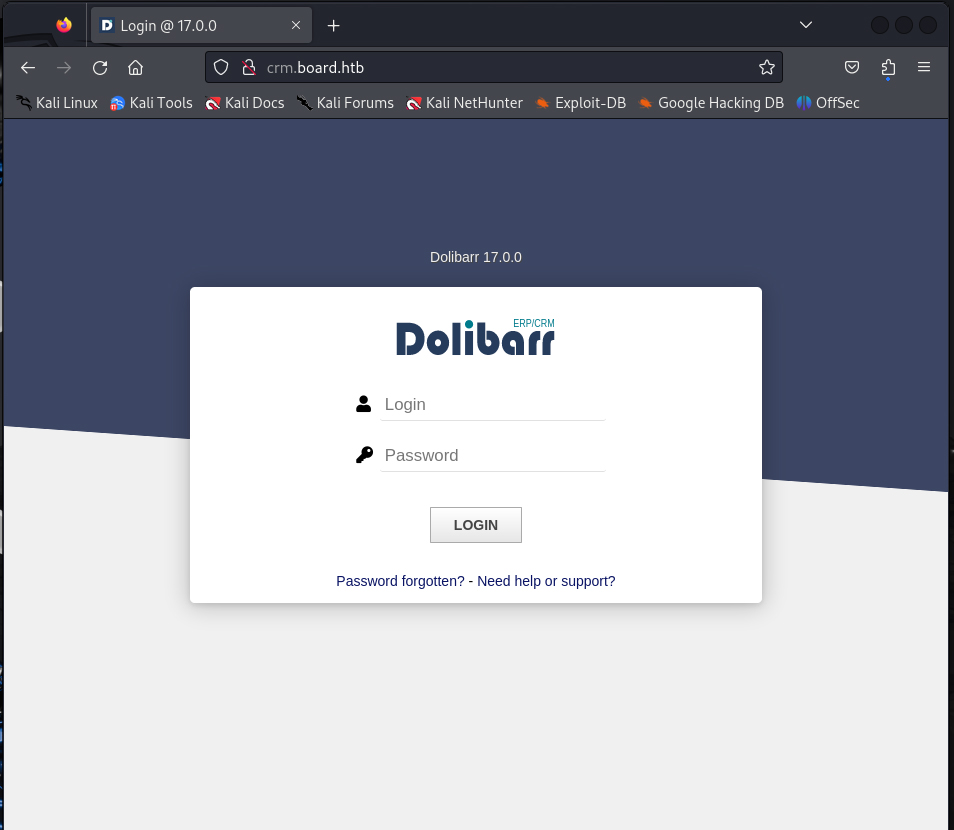 Login @ 17.0.0
crm.board.htb
Kali Linux Kali Tools Kali Docs Kali Forums Kali NetHunter Exploit-DB Google Hacking DB OffSec
Dolibarr 17.0.0
Dolibarr ERP/CRM
Login
Password
LOGIN
Password forgotten? - Need help or support?